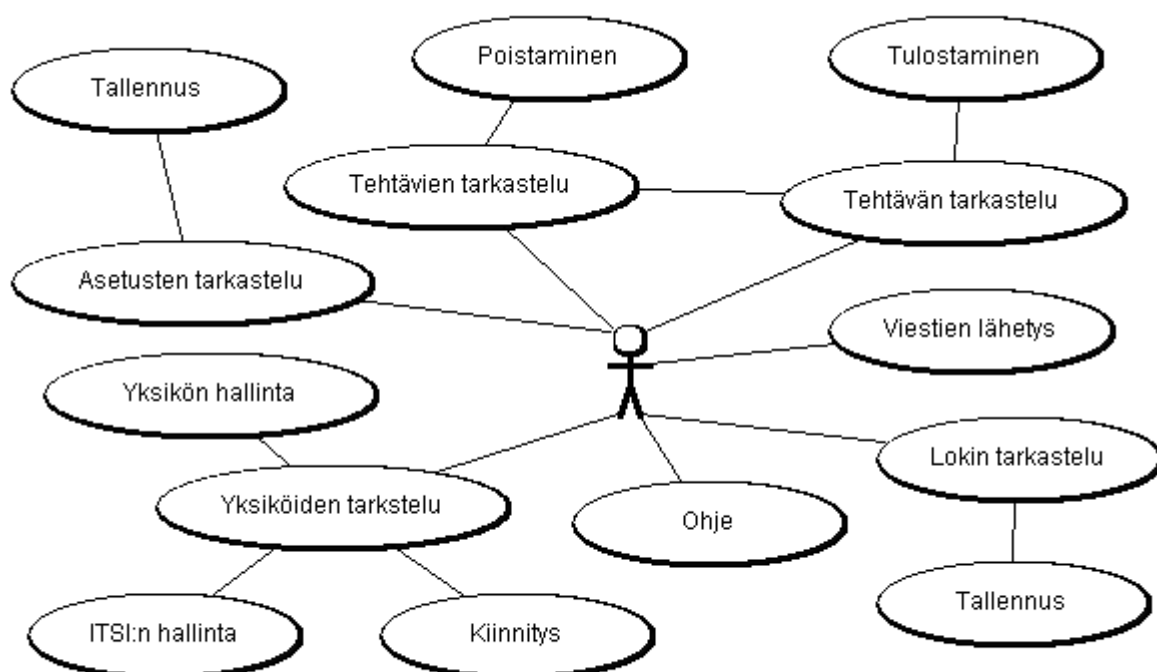 Poistaminen
Tulostaminen
Tallennus
Tehtävien tarkastelu
Tehtävän tarkastelu
Asetusten tarkastelu
Viestien lähetys
Yksikön hallinta
Lokin tarkastelu
Yksiköiden tarkstelu
Ohje
Tallennus
ITSI:n hallinta
Kiinnitys